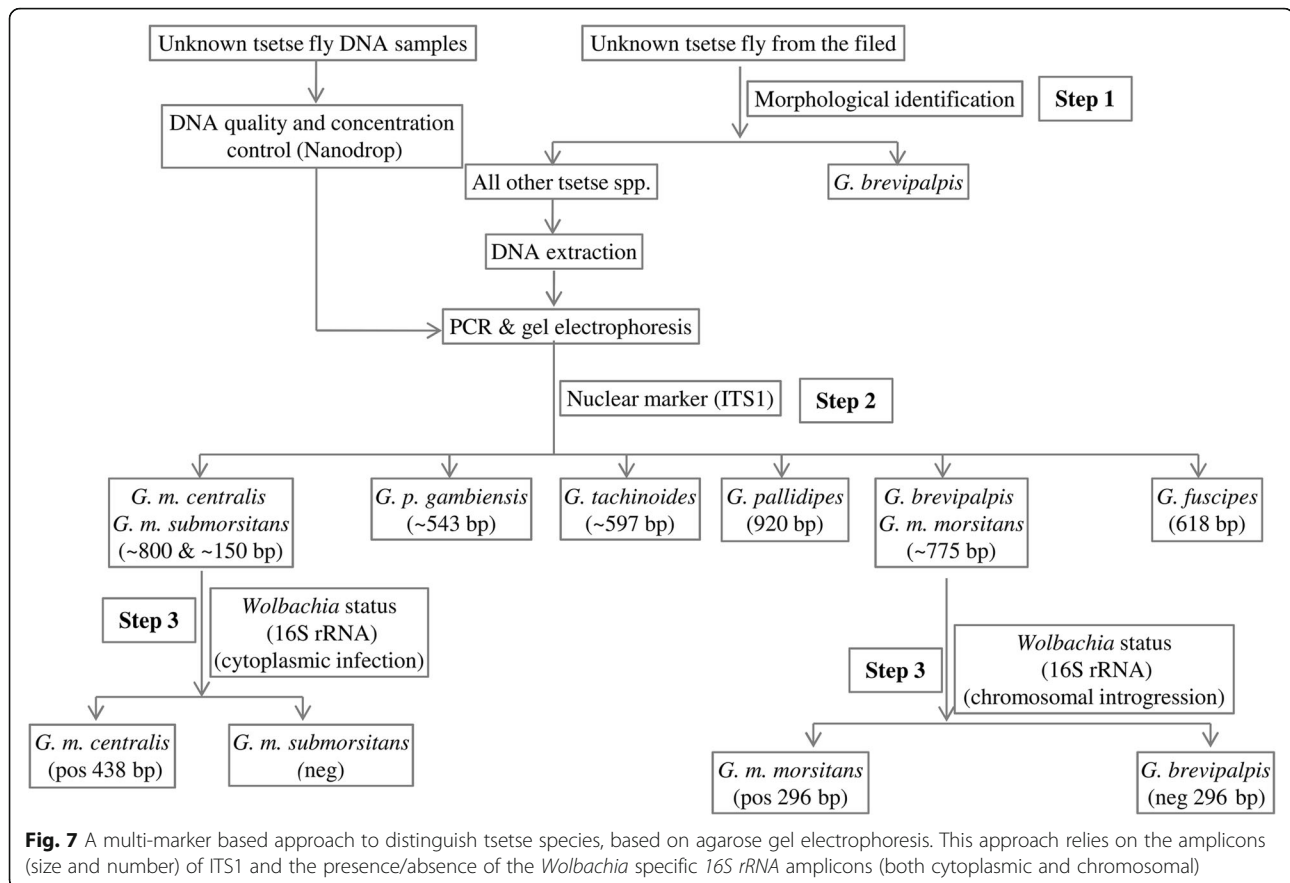 Unknown tsetse fly DNA samples
Unknown tsetse fly from the filed
Morphological identification
Step 1
DNA quality and concentration
control (Nanodrop)
All other tsetse spp.
G. brevipalpis
DNA extraction
PCR & gel electrophoresis
Nuclear marker (ITS1)
Step 2
G. m. centralis
G. m. submorsitans
(~800 & ~150 bp)
G. p. gambiensis
(~543 bp)
G. tachinoides
(~597 bp)
G. pallidipes
(920 bp)
G. brevipalpis
G. m. morsitans
(~775 bp)
G. fuscipes
(618 bp)
Step 3
Wolbachia status
(16S rRNA)
(cytoplasmic infection)
Step 3
Wolbachia status
(16S rRNA)
(chromosomal introgression)
G. m. centralis
(pos 438 bp)
G. m. submorsitans
(neg)
G. m. morsitans
(pos 296 bp)
G. brevipalpis
(neg 296 bp)
Fig. 7 A multi-marker based approach to distinguish tsetse species, based on agarose gel electrophoresis. This approach relies on the amplicons
(size and number) of ITS1 and the presence/absence of the Wolbachia specific 16S rRNA amplicons (both cytoplasmic and chromosomal)